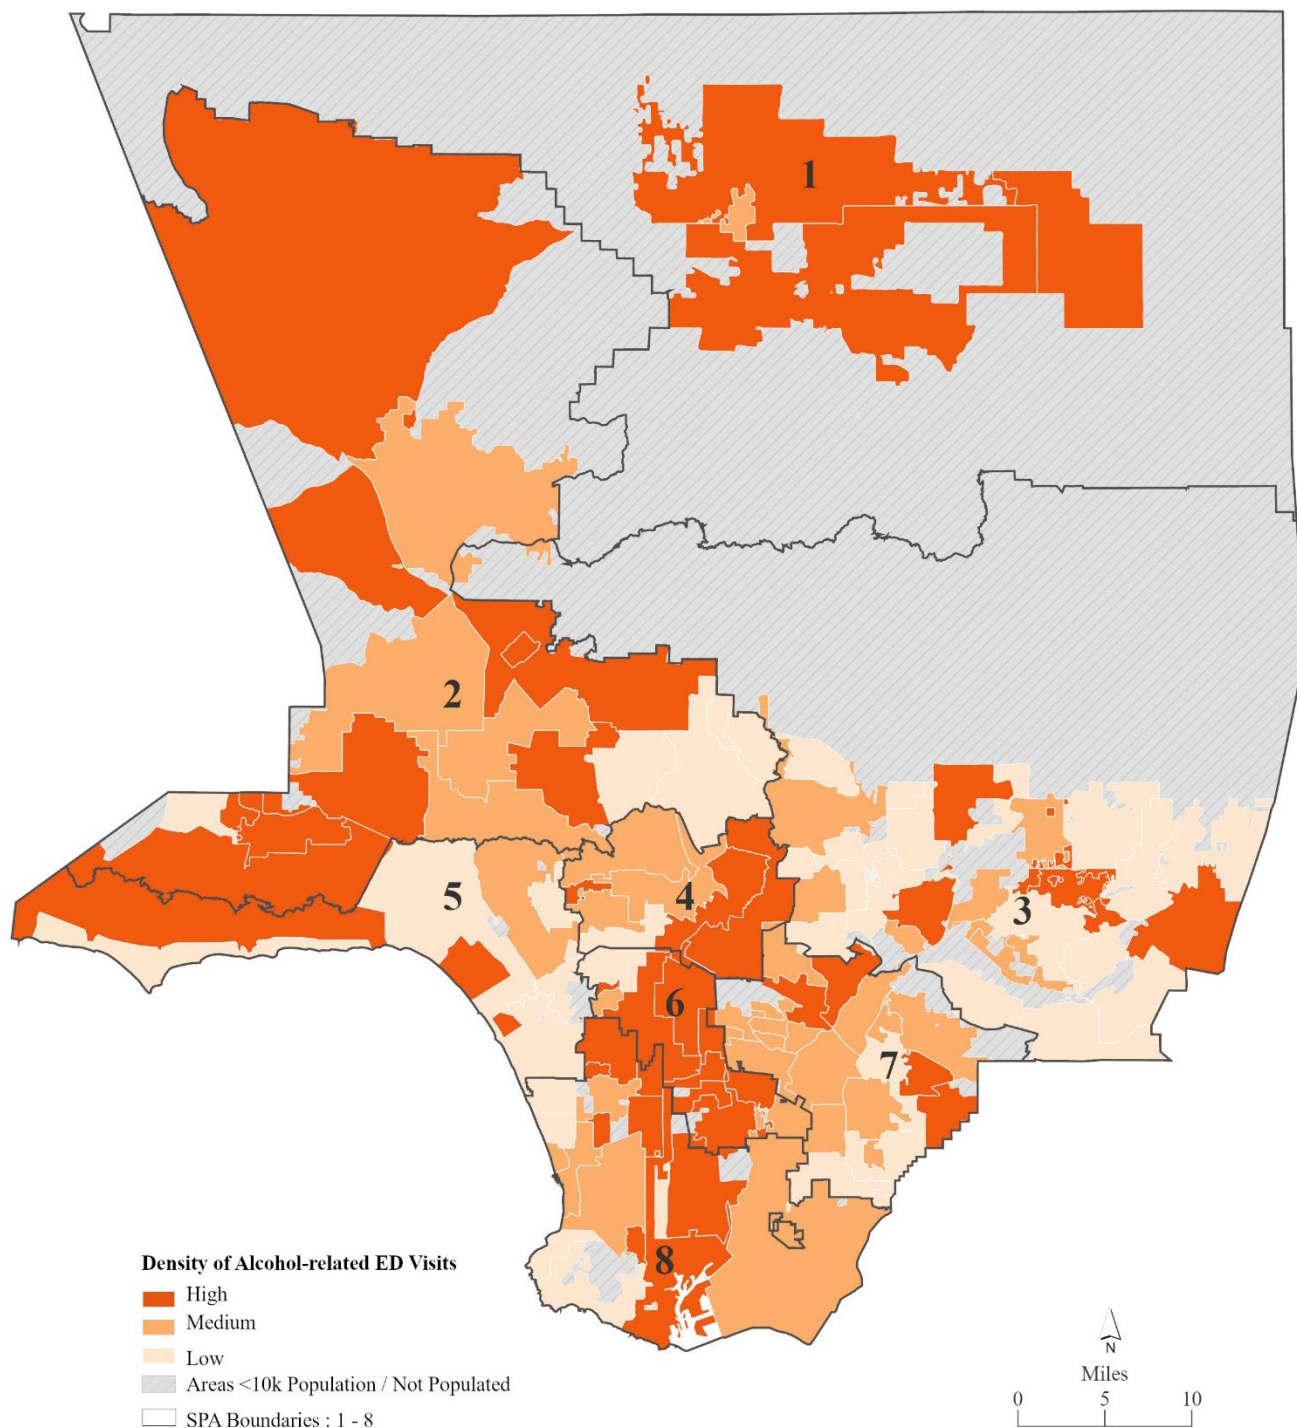 1
2
3
4
5
6
7
8
Density of Alcohol-related ED Visits
High
Medium
Low
Areas <10k Population / Not Populated
SPA Boundaries : 1 - 8
N
Miles
0 5 10